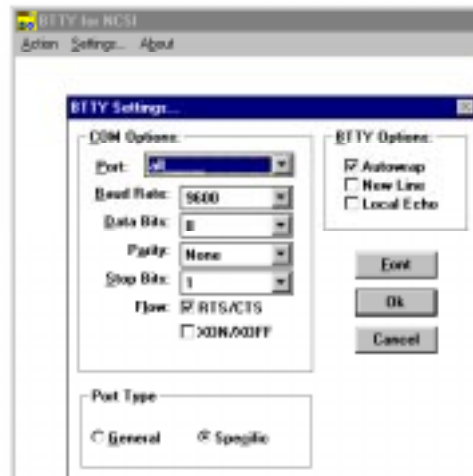 BTTY for NCSI
Action Settings... About
BTTY Settings...
COM Options:
Port: all
Baud Rate: 9600
Data Bits: 8
Parity: None
Stop Bits: 1
Flow: RTS/CTS
XON/XOFF
BTTY Options:
Autowrap
New Line
Local Echo
Font
Ok
Cancel
Port Type
General Specific